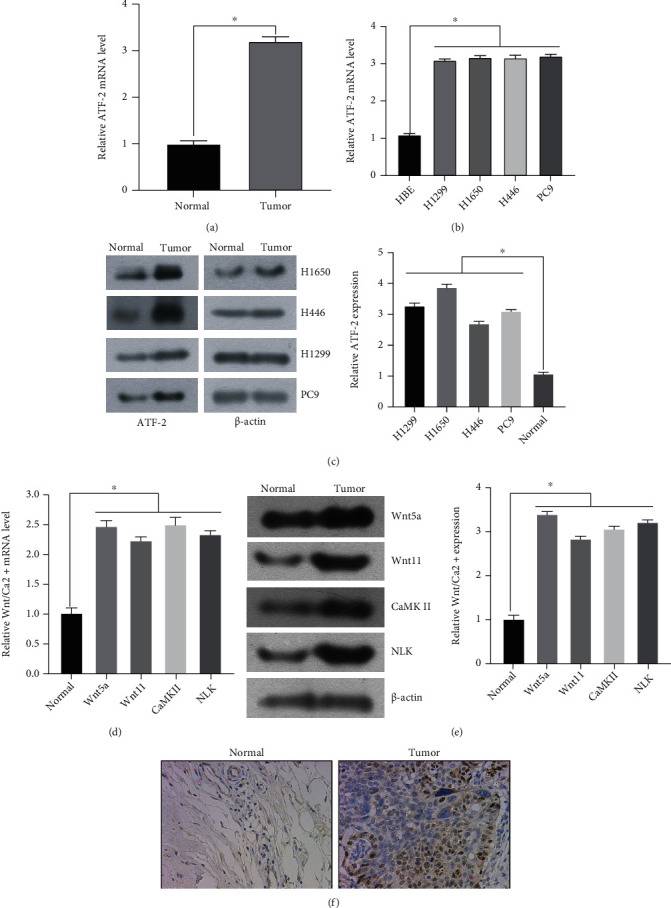 4
3
2
1
0
Relative ATF-2 mRNA level
*
Normal
Tumor
(a)
4
3
2
1
0
Relative ATF-2 mRNA level
*
HBE
H1299
H1650
H446
PC9
(b)
Normal Tumor Normal Tumor
H1650
H446
H1299
PC9
ATF-2 β-actin
5
4
3
2
1
0
Relative ATF-2 expression
*
H1299
H1650
H446
PC9
Normal
(c)
3.0
2.5
2.0
1.5
1.0
0.5
0.0
Relative Wnt/Ca2 + mRNA level
*
Normal
Wnt5a
Wnt11
CaMKII
NLK
(d)
Normal Tumor
Wnt5a
Wnt11
CaMK II
NLK
β-actin
4
3
2
1
0
Relative Wnt/Ca2 + expression
*
Normal
Wnt5a
Wnt11
CaMKII
NLK
(e)
Normal Tumor
(f)